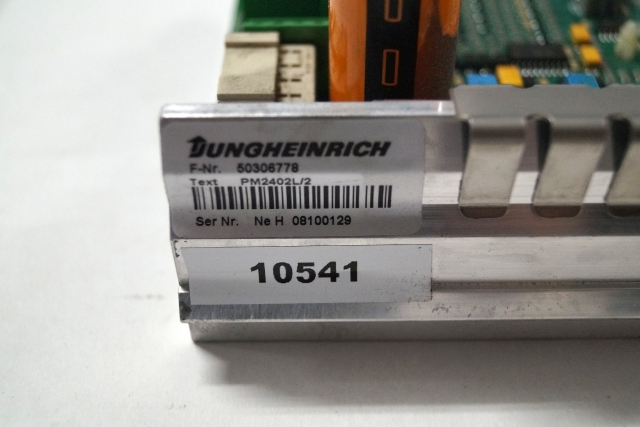 JUNGHEINRICH
F-Nr. 50306778
Text PM2402L/2
Ser Nr. Ne H 08100129
10541